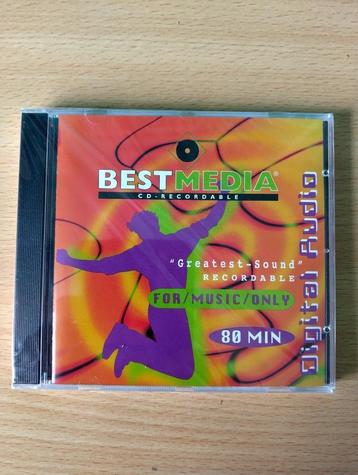 BESTMEDIA®
CD-RECORDABLE
"Greatest-Sound"
RECORDABLE
FOR/MUSIC/ONLY
80 MIN
Digital Audio